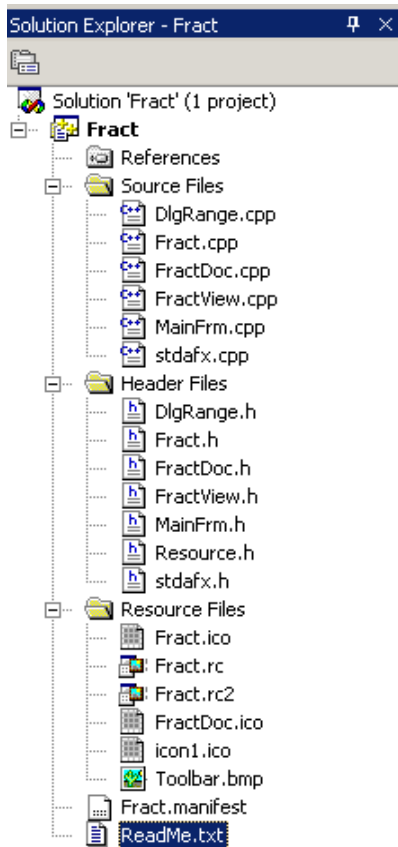 Solution Explorer - Fract
Solution 'Fract' (1 project)
Fract
References
Source Files
DlgRange.cpp
Fract.cpp
FractDoc.cpp
FractView.cpp
MainFrm.cpp
stdafx.cpp
Header Files
DlgRange.h
Fract.h
FractDoc.h
FractView.h
MainFrm.h
Resource.h
stdafx.h
Resource Files
Fract.ico
Fract.rc
Fract.rc2
FractDoc.ico
icon1.ico
Toolbar.bmp
Fract.manifest
ReadMe.txt